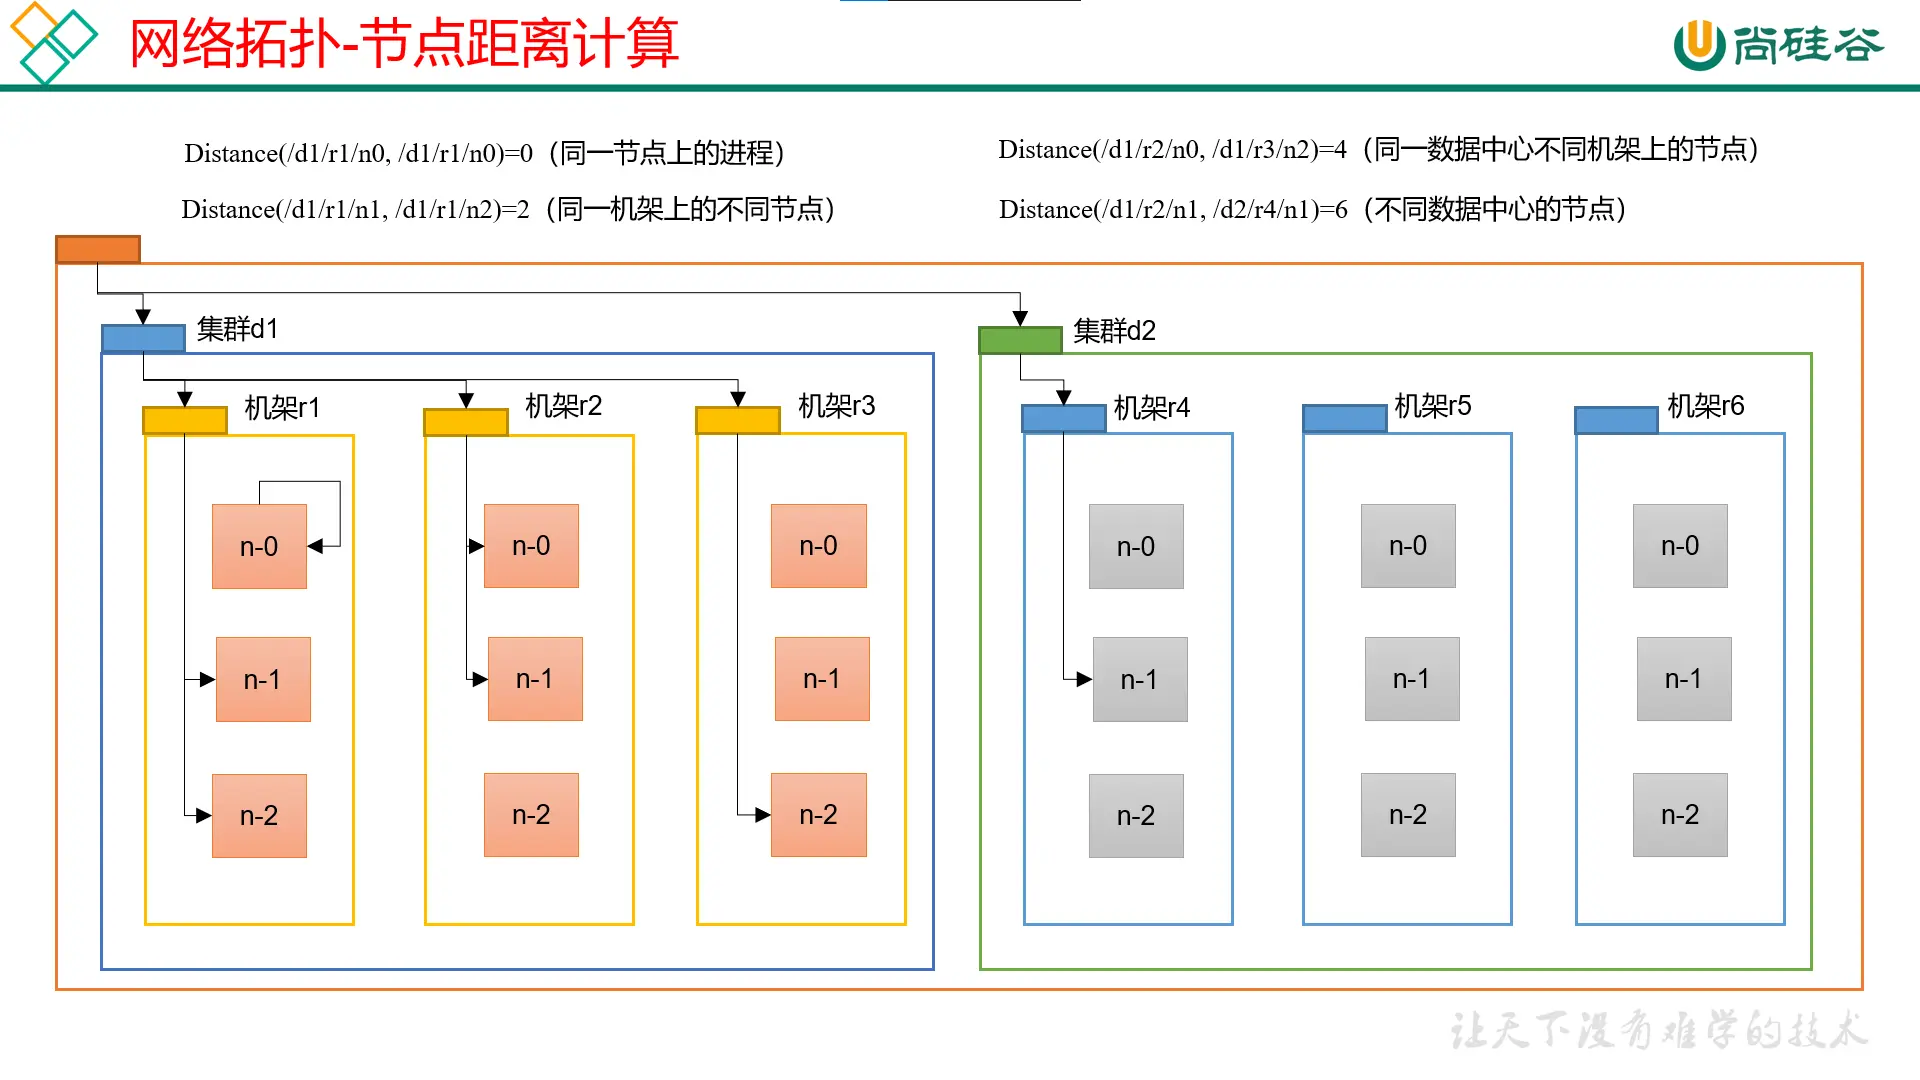 网络拓扑-节点距离计算
尚硅谷
Distance(/d1/r1/n0, /d1/r1/n0)=0（同一节点上的进程）
Distance(/d1/r1/n1, /d1/r1/n2)=2（同一机架上的不同节点）
Distance(/d1/r2/n0, /d1/r3/n2)=4（同一数据中心不同机架上的节点）
Distance(/d1/r2/n1, /d2/r4/n1)=6（不同数据中心的节点）
集群d1
机架r1
n-0
n-1
n-2
机架r2
n-0
n-1
n-2
机架r3
n-0
n-1
n-2
集群d2
机架r4
n-0
n-1
n-2
机架r5
n-0
n-1
n-2
机架r6
n-0
n-1
n-2
让天下没有难学的技术